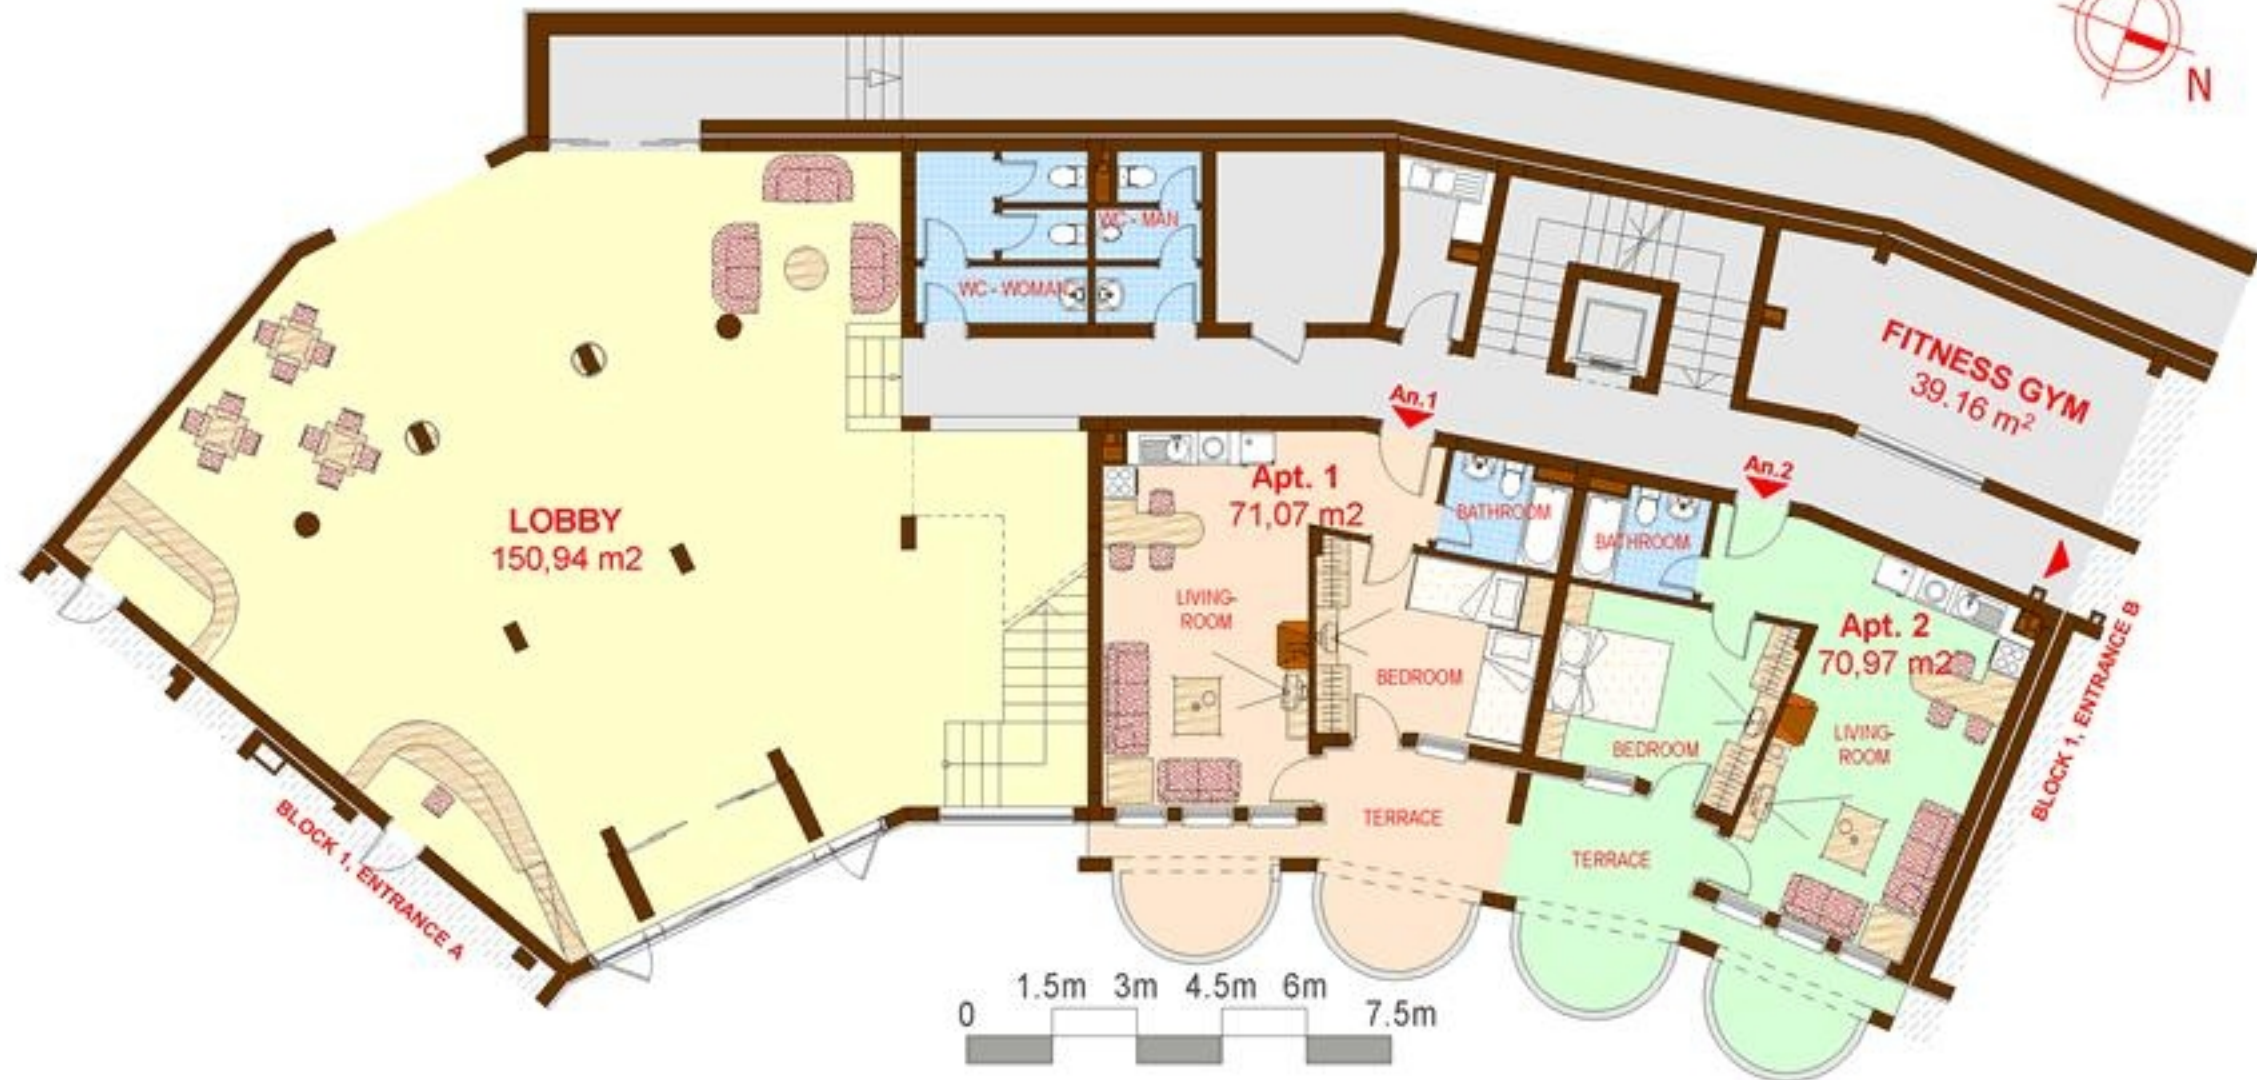 N
WC - MAN
WC - WOMAN
FITNESS GYM
39.16 m²
An.1
An.2
Apt. 1
71,07 m2
BATHROOM
BATHROOM
LOBBY
150,94 m2
LIVING-
ROOM
BEDROOM
Apt. 2
70,97 m2
LIVING-
ROOM
BEDROOM
TERRACE
TERRACE
BLOCK 1, ENTRANCE B
BLOCK 1, ENTRANCE A
0 1.5m 3m 4.5m 6m 7.5m